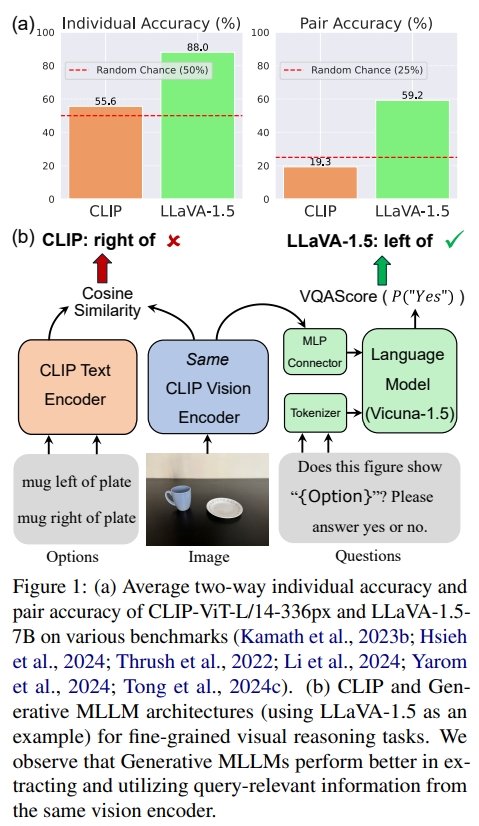 (a)
Individual Accuracy (%)
100
80
60
40
20
0
Random Chance (50%)
55.6
88.0
CLIP
LLaVA-1.5
Pair Accuracy (%)
100
80
60
40
20
0
Random Chance (25%)
19.3
59.2
CLIP
LLaVA-1.5
(b)
CLIP: right of ✘
LLaVA-1.5: left of ✓
Cosine
Similarity
VQAScore ( P("Yes") )
CLIP Text
Encoder
Same
CLIP Vision
Encoder
MLP
Connector
Tokenizer
Language
Model
(Vicuna-1.5)
mug left of plate
mug right of plate
Does this figure show
“{Option}”? Please
answer yes or no.
Options
Image
Questions
Figure 1: (a) Average two-way individual accuracy and
pair accuracy of CLIP-ViT-L/14-336px and LLaVA-1.5-
7B on various benchmarks (Kamath et al., 2023b; Hsieh
et al., 2024; Thrush et al., 2022; Li et al., 2024; Yarom
et al., 2024; Tong et al., 2024c). (b) CLIP and Gen-
erative MLLM architectures (using LLaVA-1.5 as an
example) for fine-grained visual reasoning tasks. We
observe that Generative MLLMs perform better in ex-
tracting and utilizing query-relevant information from
the same vision encoder.